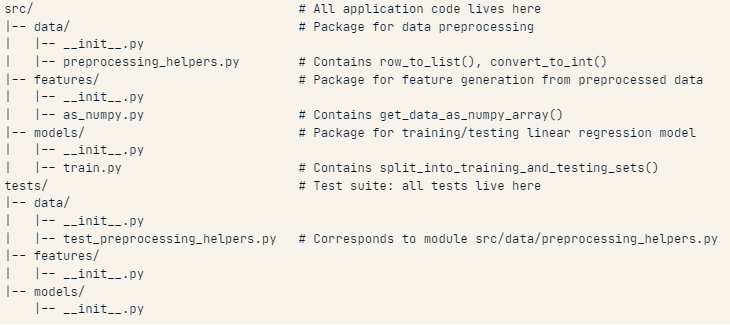 src/                                    # All application code lives here
|-- data/                               # Package for data preprocessing
|   |-- __init__.py
|   |-- preprocessing_helpers.py        # Contains row_to_list(), convert_to_int()
|-- features/                           # Package for feature generation from preprocessed data
|   |-- __init__.py
|   |-- as_numpy.py                     # Contains get_data_as_numpy_array()
|-- models/                             # Package for training/testing linear regression model
|   |-- __init__.py
|   |-- train.py                        # Contains split_into_training_and_testing_sets()
tests/                                  # Test suite: all tests live here
|-- data/
|   |-- __init__.py
|   |-- test_preprocessing_helpers.py   # Corresponds to module src/data/preprocessing_helpers.py
|-- features/
|   |-- __init__.py
|-- models/
    |-- __init__.py